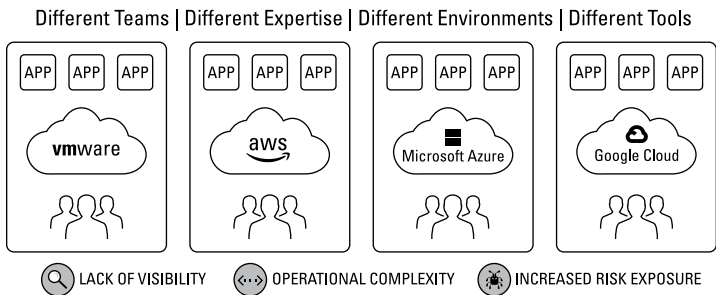 Different Teams | Different Expertise | Different Environments | Different Tools
APP APP APP
APP APP APP
APP APP APP
APP APP APP
vmware
aws
Microsoft Azure
Google Cloud
LACK OF VISIBILITY
OPERATIONAL COMPLEXITY
INCREASED RISK EXPOSURE